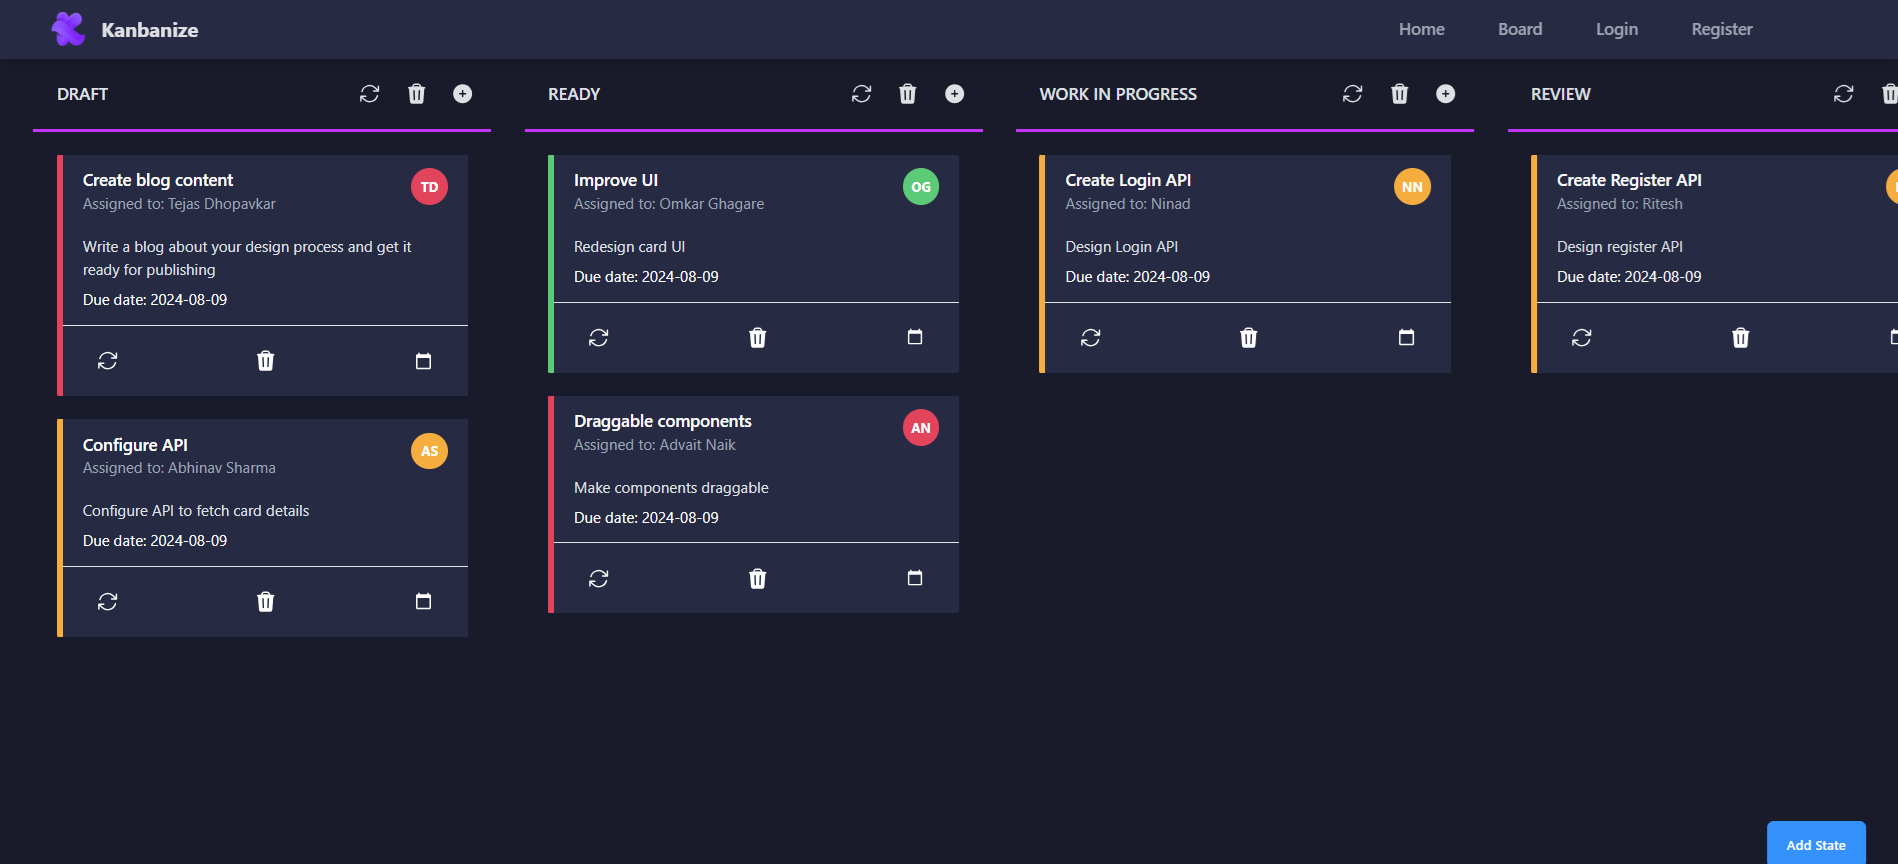 Kanbanize
Home
Board
Login
Register
DRAFT
Create blog content
TD
Assigned to: Tejas Dhopavkar
Write a blog about your design process and get it
ready for publishing
Due date: 2024-08-09
Configure API
AS
Assigned to: Abhinav Sharma
Configure API to fetch card details
Due date: 2024-08-09
READY
Improve UI
OG
Assigned to: Omkar Ghagare
Redesign card UI
Due date: 2024-08-09
Draggable components
AN
Assigned to: Advait Naik
Make components draggable
Due date: 2024-08-09
WORK IN PROGRESS
Create Login API
NN
Assigned to: Ninad
Design Login API
Due date: 2024-08-09
REVIEW
Create Register API
Assigned to: Ritesh
Design register API
Due date: 2024-08-09
Add State